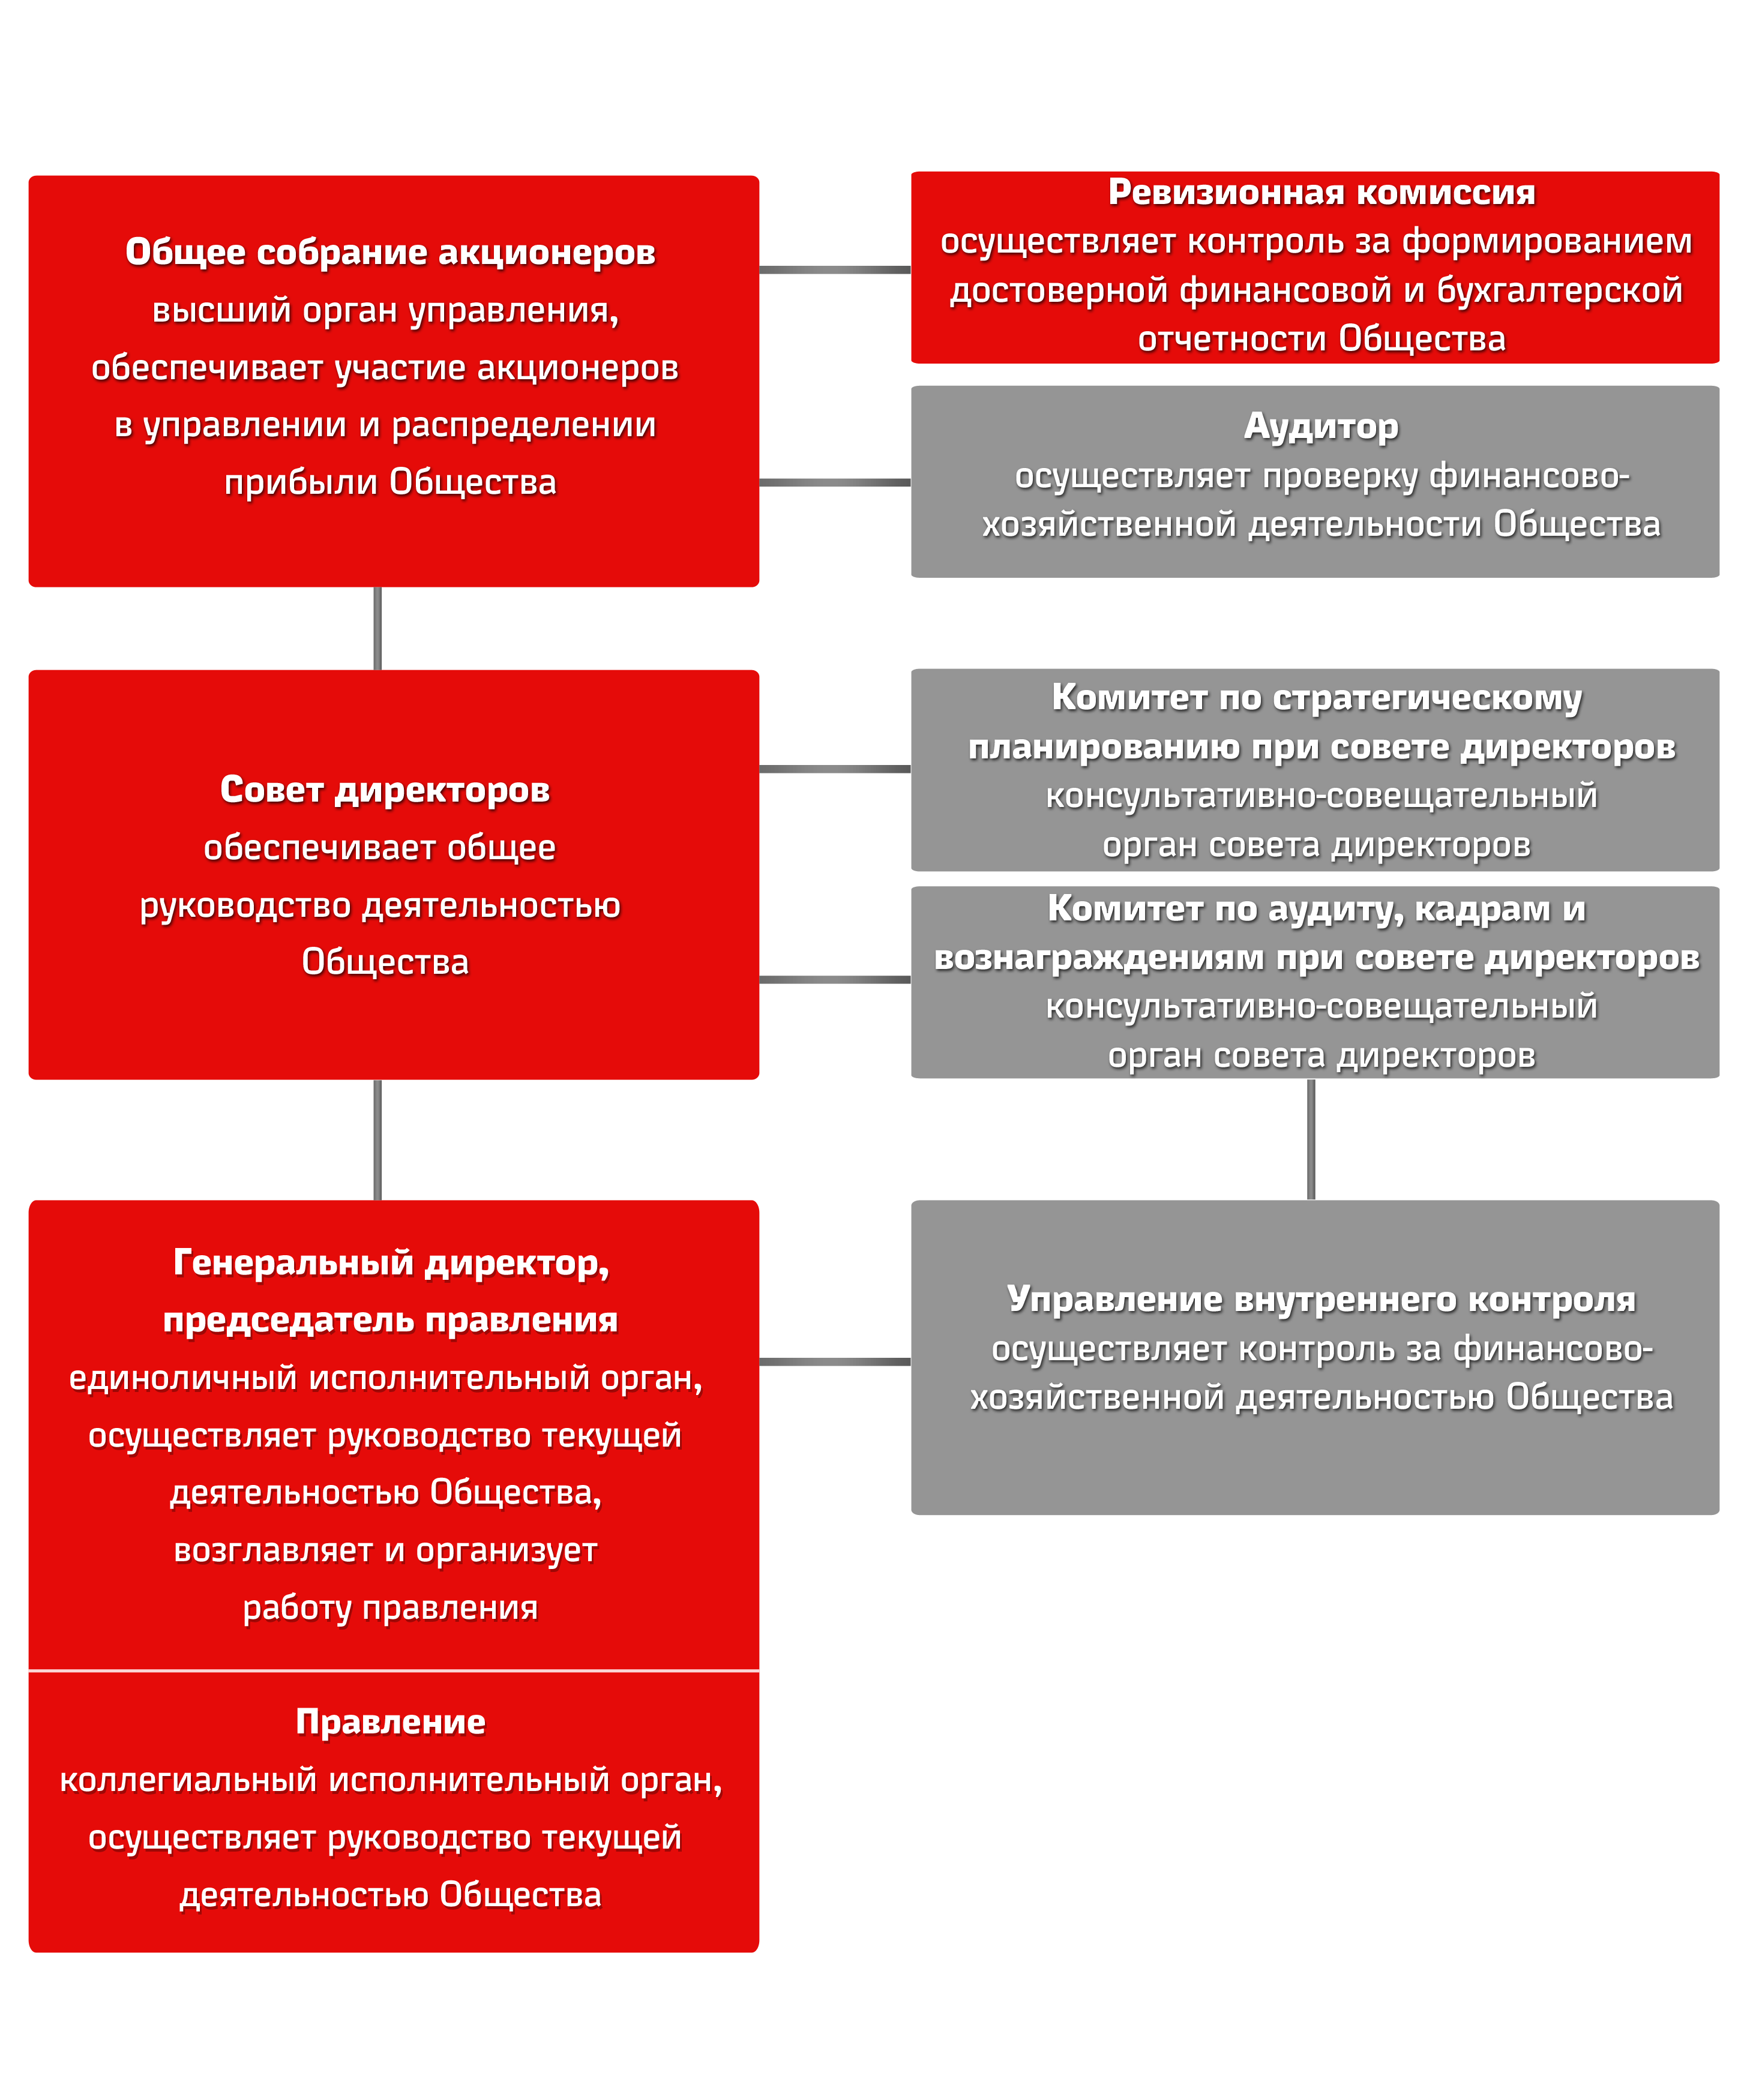 Общее собрание акционеров
высший орган управления,
обеспечивает участие акционеров
в управлении и распределении
прибыли Общества
Ревизионная комиссия
осуществляет контроль за формированием
достоверной финансовой и бухгалтерской
отчетности Общества
Аудитор
осуществляет проверку финансово-
хозяйственной деятельности Общества
Совет директоров
обеспечивает общее
руководство деятельностью
Общества
Комитет по стратегическому
планированию при совете директоров
консультативно-совещательный
орган совета директоров
Комитет по аудиту, кадрам и
вознаграждениям при совете директоров
консультативно-совещательный
орган совета директоров
Генеральный директор,
председатель правления
единоличный исполнительный орган,
осуществляет руководство текущей
деятельностью Общества,
возглавляет и организует
работу правления
Управление внутреннего контроля
осуществляет контроль за финансово-
хозяйственной деятельностью Общества
Правление
коллегиальный исполнительный орган,
осуществляет руководство текущей
деятельностью Общества